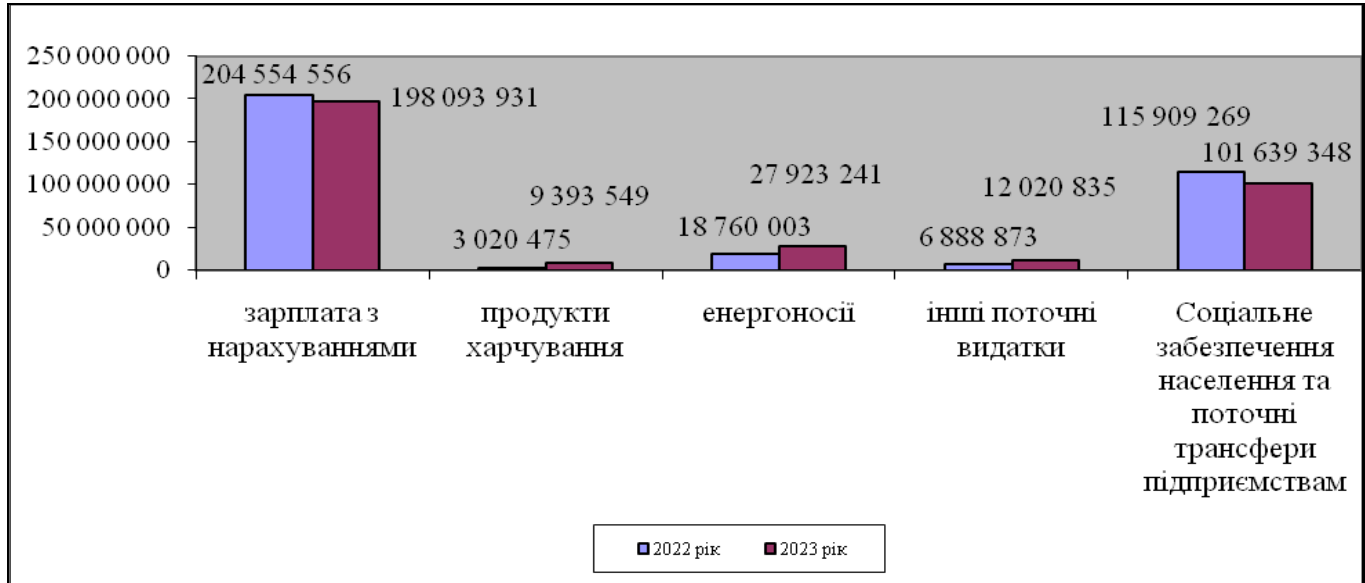 250 000 000
200 000 000
150 000 000
100 000 000
50 000 000
0
204 554 556
198 093 931
3 020 475
9 393 549
18 760 003
27 923 241
6 888 873
12 020 835
115 909 269
101 639 348
зарплата з
нарахуваннями
продукти
харчування
енергоносії
інші поточні
видатки
Соціальне
забезпечення
населення та
поточні
трансфери
підприємствам
2022 рік
2023 рік